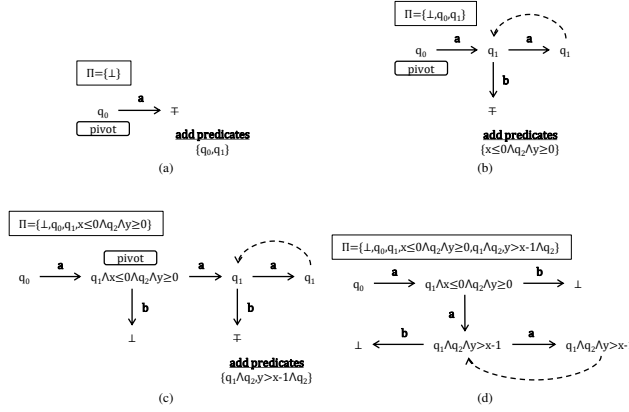 Π={⊥}
q₀ a ∓
pivot
add predicates
{q₀,q₁}
(a)
Π={⊥,q₀,q₁}
q₀ a q₁ a q₁
pivot
b
∓
add predicates
{x≤0∧q₂∧y≥0}
(b)
Π={⊥,q₀,q₁,x≤0∧q₂∧y≥0}
pivot
q₀ a q₁∧x≤0∧q₂∧y≥0 a q₁ a q₁
b b
⊥ ∓
add predicates
{q₁∧q₂,y>x-1∧q₂}
(c)
Π={⊥,q₀,q₁,x≤0∧q₂∧y≥0,q₁∧q₂,y>x-1∧q₂}
q₀ a q₁∧x≤0∧q₂∧y≥0 b ⊥
a
⊥ b q₁∧q₂∧y>x-1 a q₁∧q₂∧y>x-
(d)